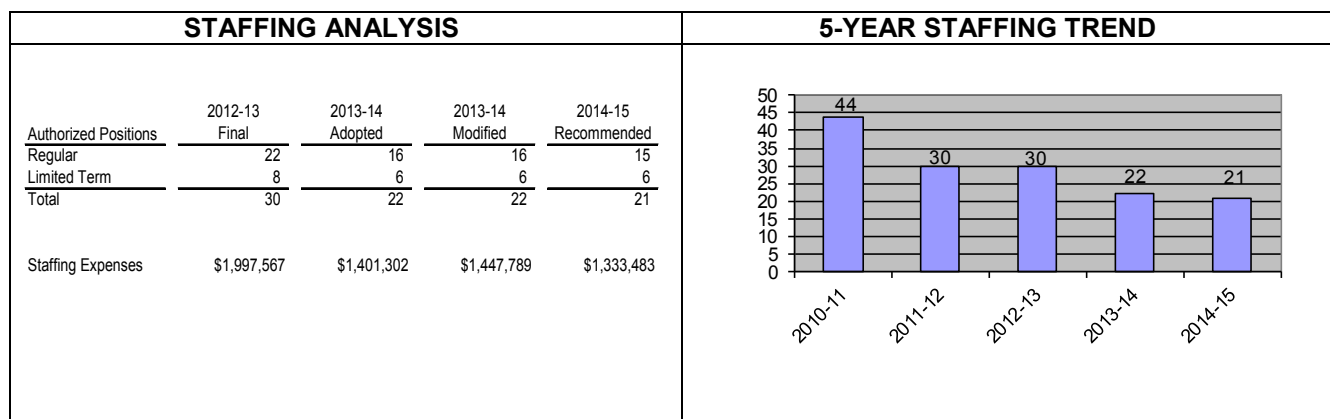 STAFFING ANALYSIS
5-YEAR STAFFING TREND
2012-13 2013-14 2013-14 2014-15
Authorized Positions Final Adopted Modified Recommended
Regular 22 16 16 15
Limited Term 8 6 6 6
Total 30 22 22 21
Staffing Expenses $1,997,567 $1,401,302 $1,447,789 $1,333,483
50
45
40
35
30
25
20
15
10
5
0
44
30
30
22
21
2010-11
2011-12
2012-13
2013-14
2014-15